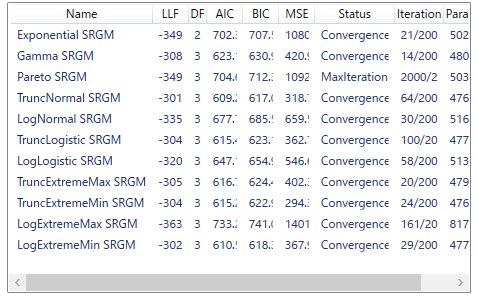 Name LLF DF AIC BIC MSE Status Iteration Para
Exponential SRGM -349 2 702. 707. 1080 Convergence 21/200 502
Gamma SRGM -308 3 623. 630. 420. Convergence 14/200 480
Pareto SRGM -349 3 704. 712. 1092 MaxIteration 2000/2 503
TruncNormal SRGM -301 3 609. 617.0 318. Convergence 64/200 476
LogNormal SRGM -335 3 677. 685. 659. Convergence 30/200 516
TruncLogistic SRGM -304 3 615. 623. 362. Convergence 100/20 477
LogLogistic SRGM -320 3 647. 654. 546. Convergence 58/200 513
TruncExtremeMax SRGM -305 3 616. 624. 402. Convergence 20/200 479
TruncExtremeMin SRGM -304 3 615. 622. 294. Convergence 24/200 476
LogExtremeMax SRGM -363 3 733. 741.0 1401 Convergence 161/20 817
LogExtremeMin SRGM -302 3 610. 618. 367. Convergence 29/200 477